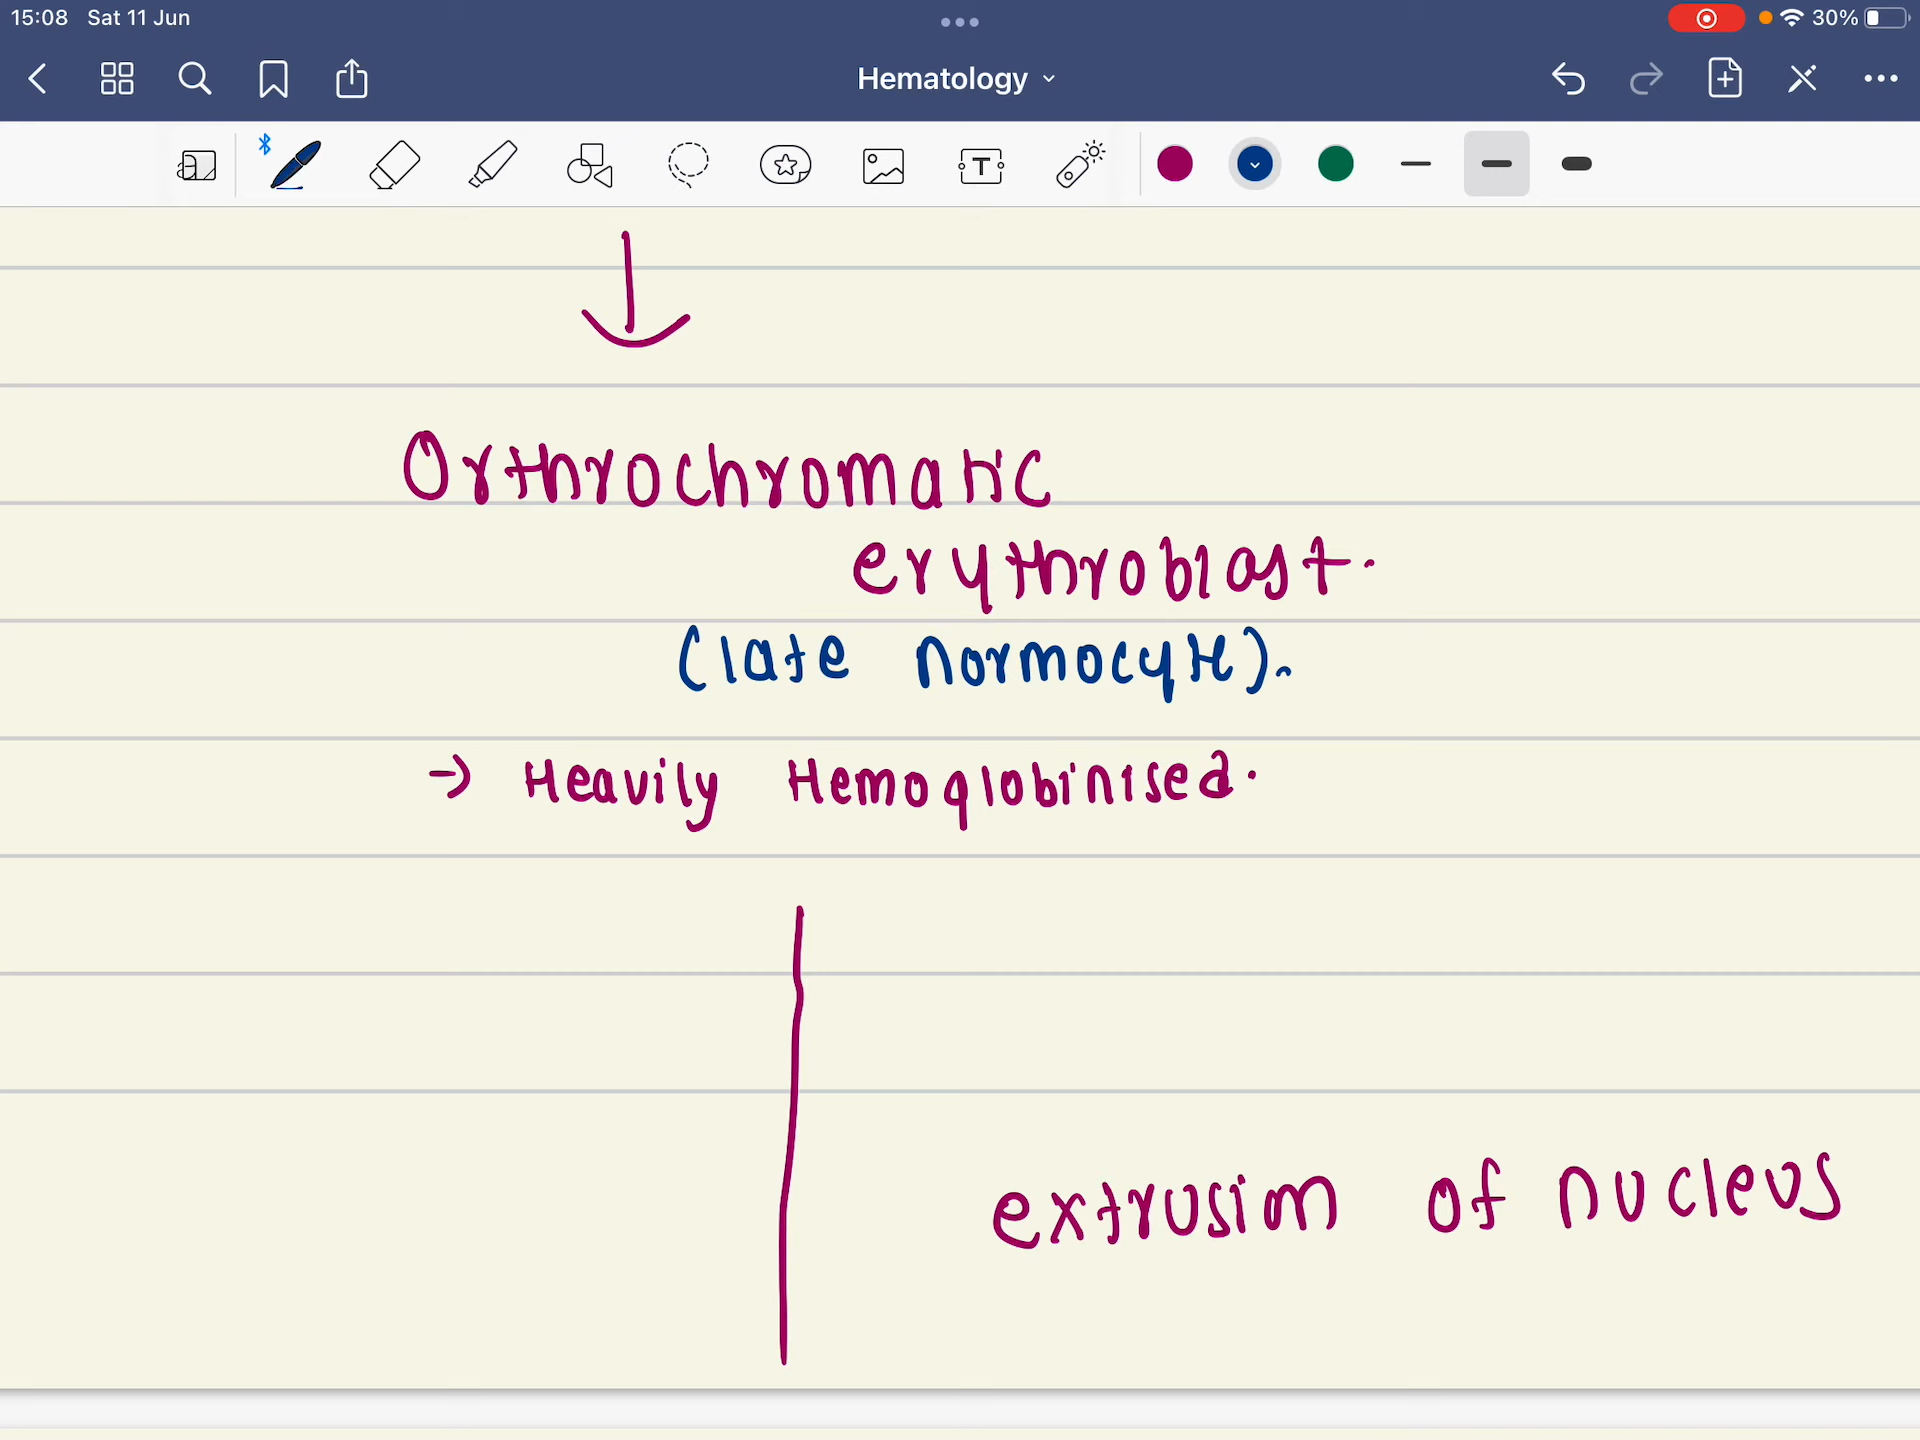 15:08 Sat 11 Jun
30%
Hematology
T
Orthrochromatic
erythroblast.
(late normocyte).
→ Heavily Hemoglobinised.
extrusion of nucleus